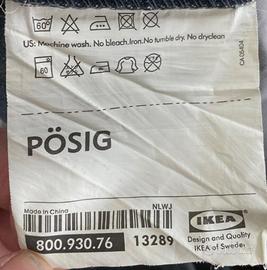 60°
US: Machine wash. No bleach.Iron. No tumble dry. No dryclean
60
CA 05404
PÖSIG
Made in China
NLWJ
800.930.76
13289
IKEA
Design and Quality
IKEA of Sweden